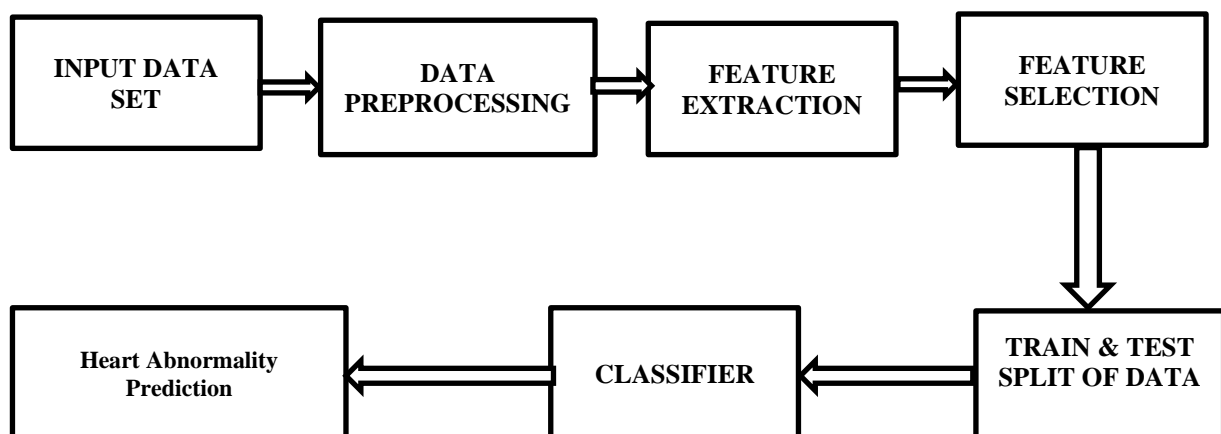 INPUT DATA
SET
DATA
PREPROCESSING
FEATURE
EXTRACTION
FEATURE
SELECTION
TRAIN & TEST
SPLIT OF DATA
CLASSIFIER
Heart Abnormality
Prediction